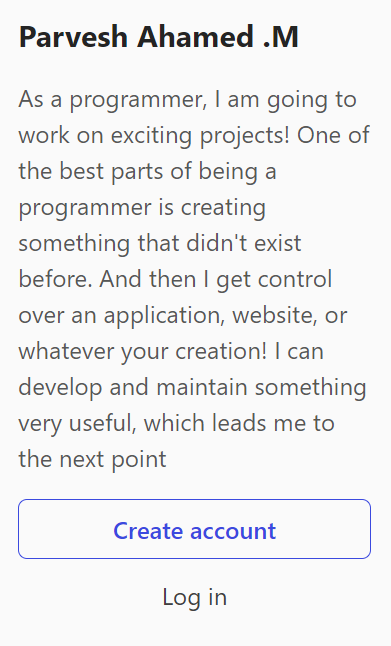 Parvesh Ahamed .M
As a programmer, I am going to
work on exciting projects! One of
the best parts of being a
programmer is creating
something that didn't exist
before. And then I get control
over an application, website, or
whatever your creation! I can
develop and maintain something
very useful, which leads me to
the next point
Create account
Log in